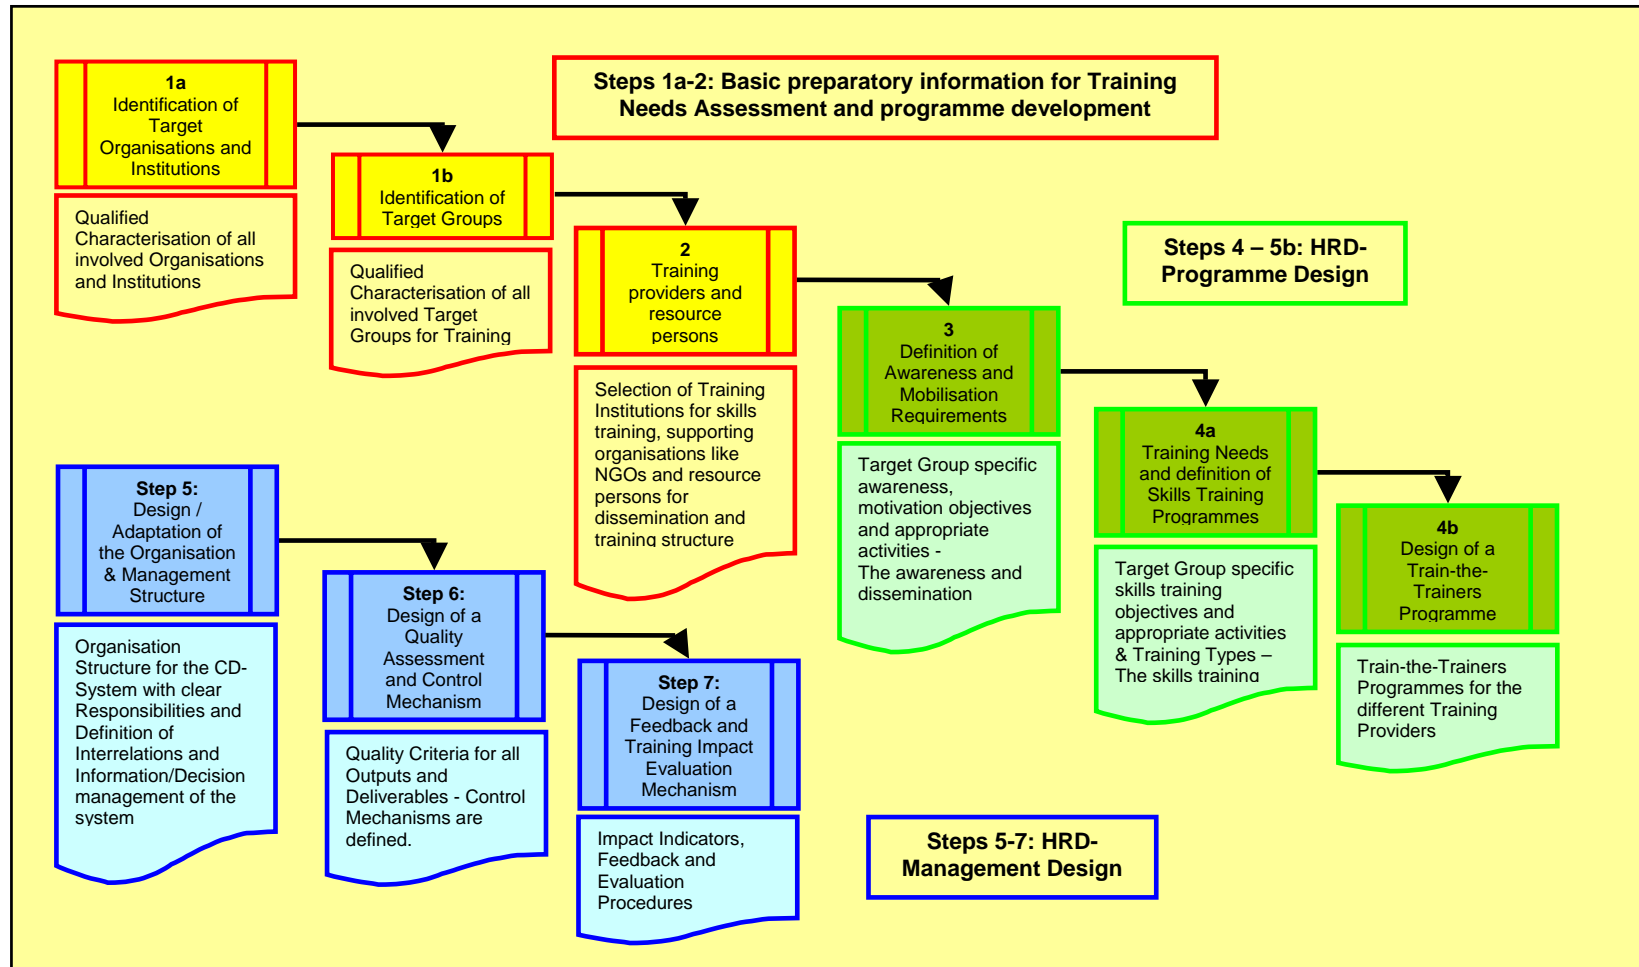 1a
Identification of
Target
Organisations and
Institutions
Qualified
Characterisation of all
involved Organisations
and Institutions
Steps 1a-2: Basic preparatory information for Training
Needs Assessment and programme development
1b
Identification of
Target Groups
Qualified
Characterisation of all
involved Target
Groups for Training
2
Training
providers and
resource
persons
Selection of Training
Institutions for skills
training, supporting
organisations like
NGOs and resource
persons for
dissemination and
training structure
Steps 4 – 5b: HRD-
Programme Design
3
Definition of
Awareness and
Mobilisation
Requirements
Target Group specific
awareness,
motivation objectives
and appropriate
activities -
The awareness and
dissemination
4a
Training Needs
and definition of
Skills Training
Programmes
Target Group specific
skills training
objectives and
appropriate activities
& Training Types –
The skills training
4b
Design of a
Train-the-
Trainers
Programme
Train-the-Trainers
Programmes for the
different Training
Providers
Step 5:
Design /
Adaptation of
the Organisation
& Management
Structure
Organisation
Structure for the CD-
System with clear
Responsibilities and
Definition of
Interrelations and
Information/Decision
management of the
system
Step 6:
Design of a
Quality
Assessment
and Control
Mechanism
Quality Criteria for all
Outputs and
Deliverables - Control
Mechanisms are
defined.
Step 7:
Design of a
Feedback and
Training Impact
Evaluation
Mechanism
Impact Indicators,
Feedback and
Evaluation
Procedures
Steps 5-7: HRD-
Management Design